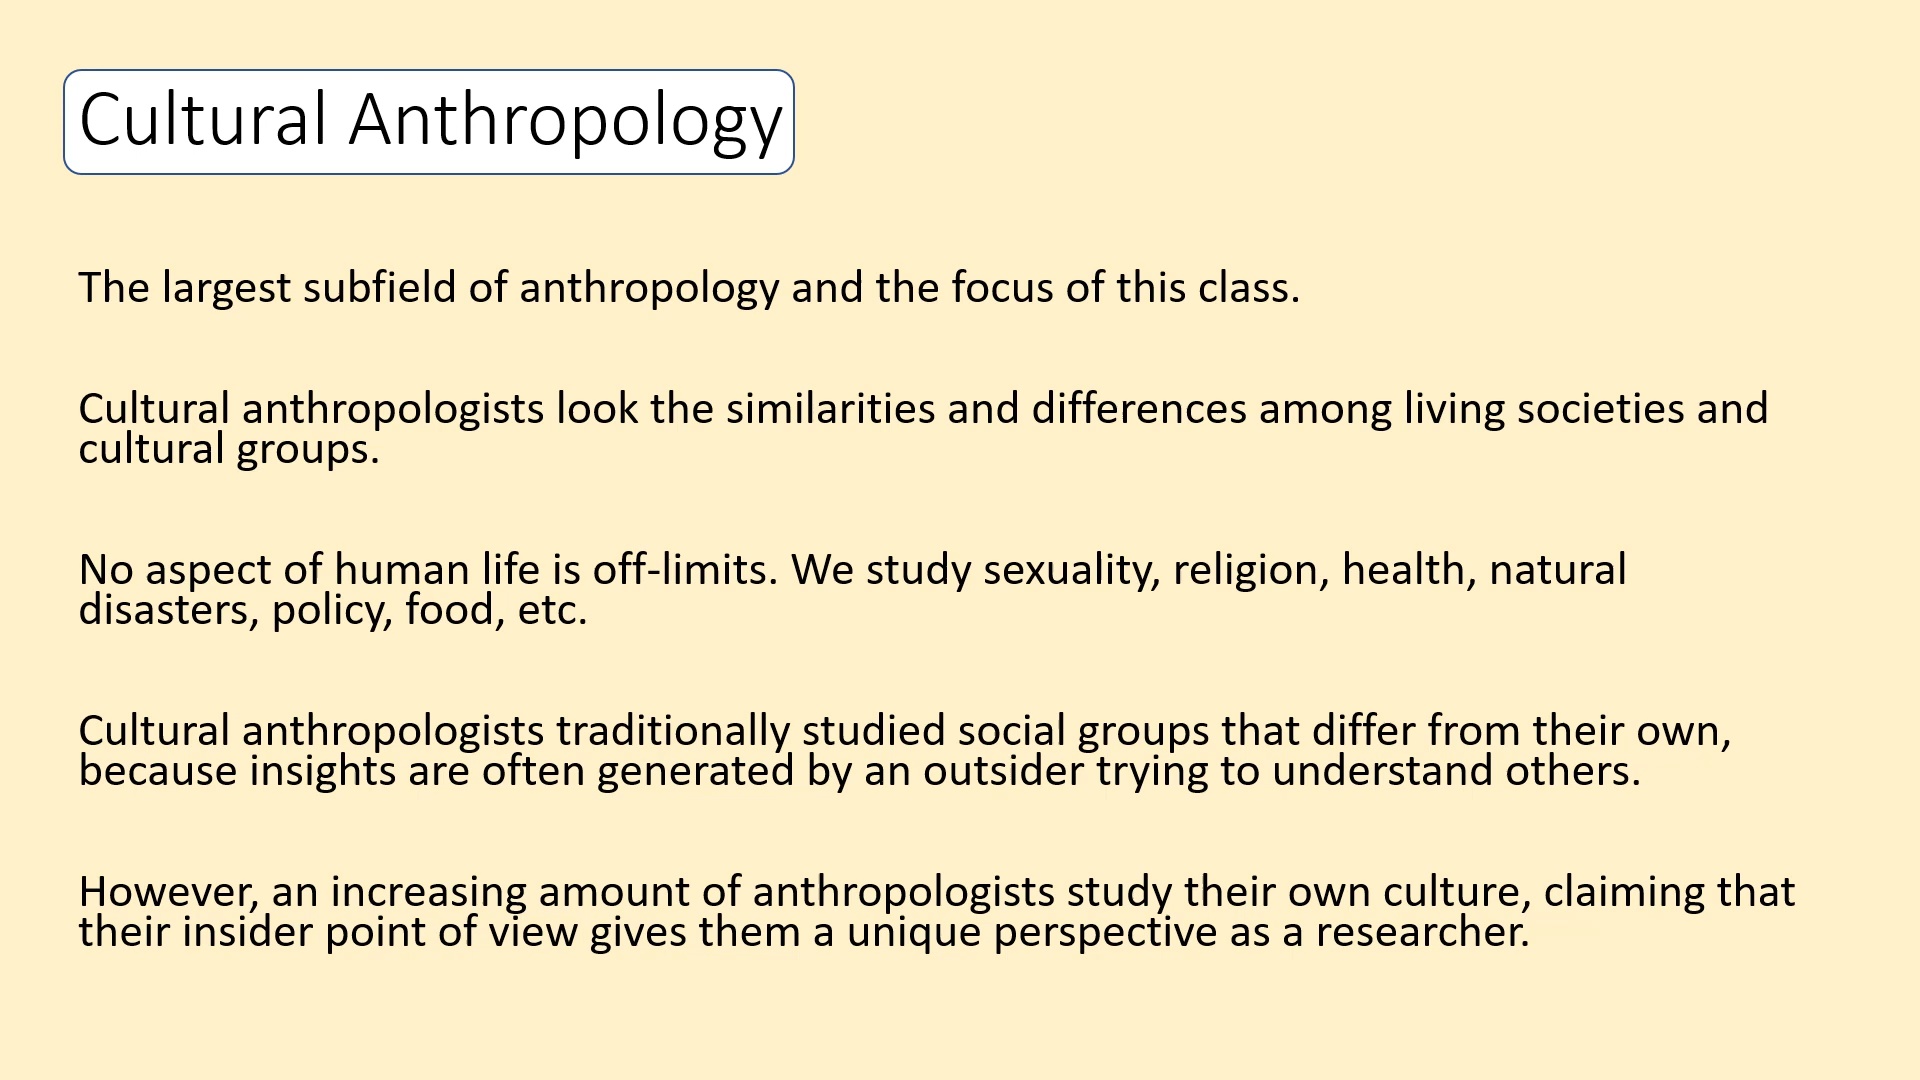 Cultural Anthropology
The largest subfield of anthropology and the focus of this class.
Cultural anthropologists look the similarities and differences among living societies and
cultural groups.
No aspect of human life is off-limits. We study sexuality, religion, health, natural
disasters, policy, food, etc.
Cultural anthropologists traditionally studied social groups that differ from their own,
because insights are often generated by an outsider trying to understand others.
However, an increasing amount of anthropologists study their own culture, claiming that
their insider point of view gives them a unique perspective as a researcher.